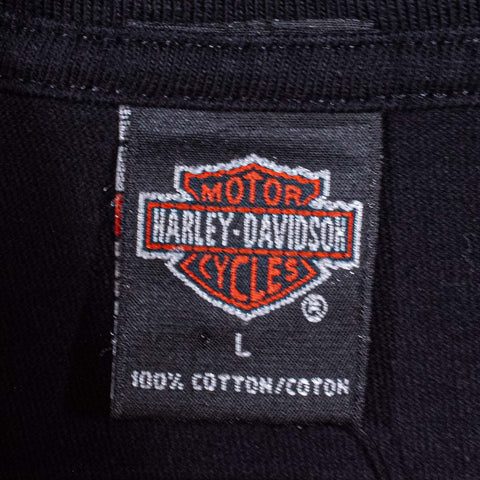 MOTOR
HARLEY-DAVIDSON
CYCLES
®
L
100% COTTON/COTON